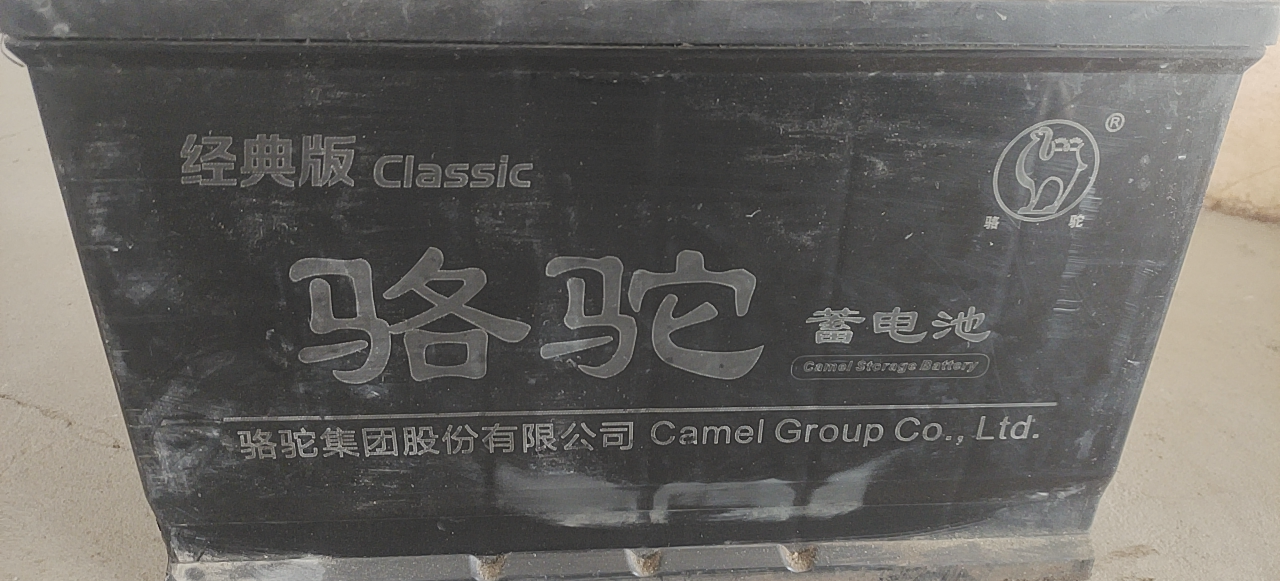 经典版 Classic
®
骆 驼
骆驼 蓄电池
Camel Storage Battery
骆驼集团股份有限公司 Camel Group Co., Ltd.